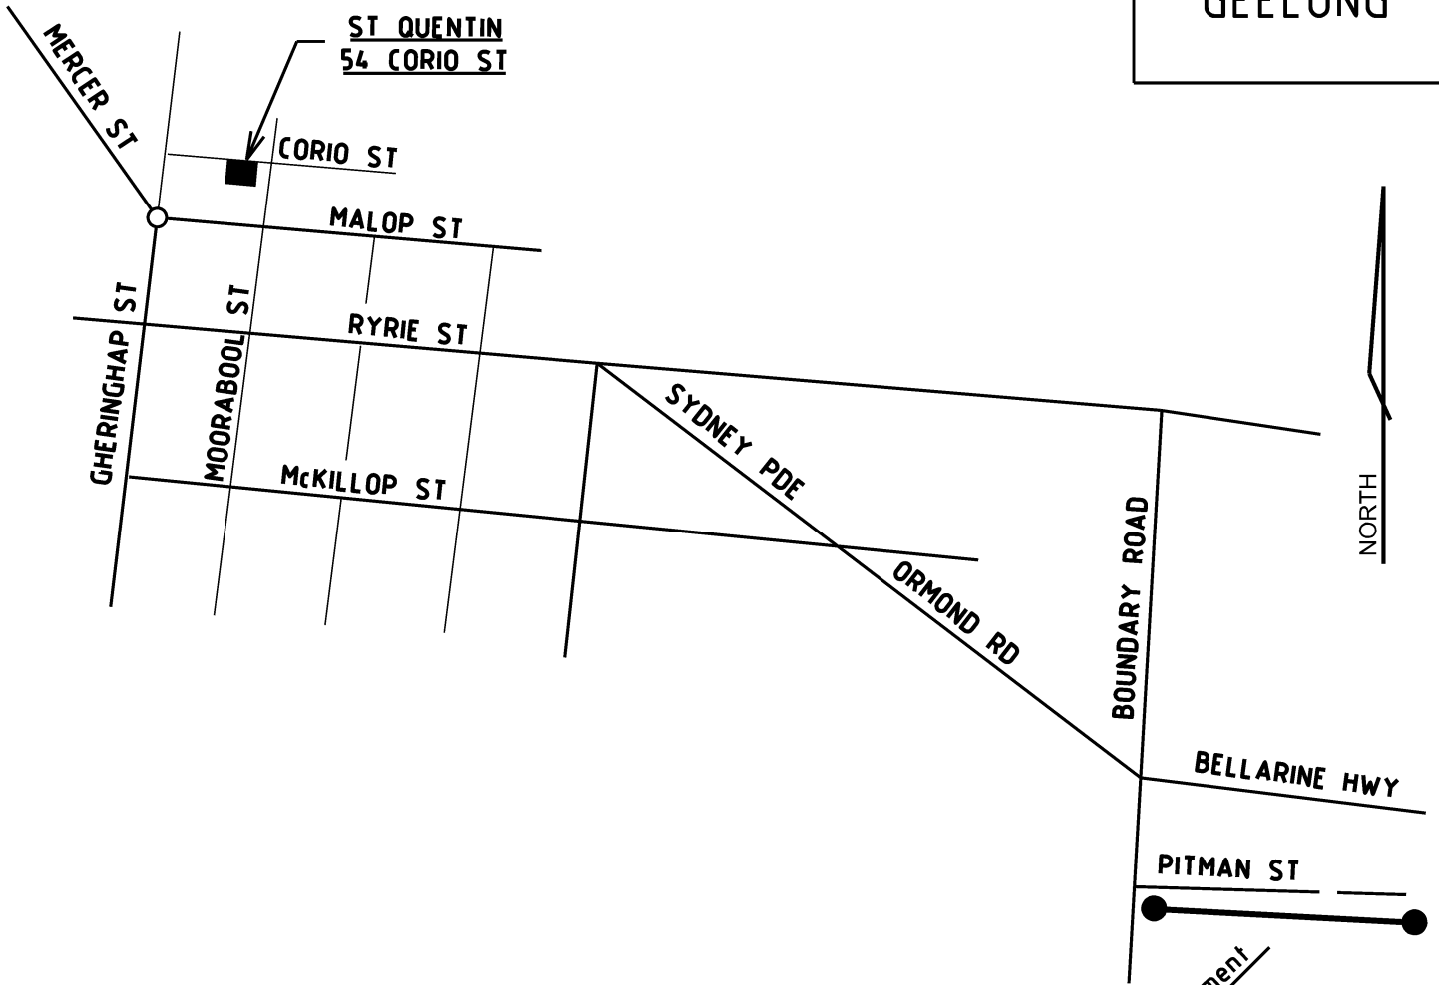 GEELONG
ST QUENTIN
54 CORIO ST
MERCER ST
CORIO ST
MALOP ST
GHERINGHAP ST
MOORABOOL ST
RYRIE ST
SYDNEY PDE
McKILLOP ST
NORTH
BOUNDARY ROAD
ORMOND RD
BELLARINE HWY
PITMAN ST